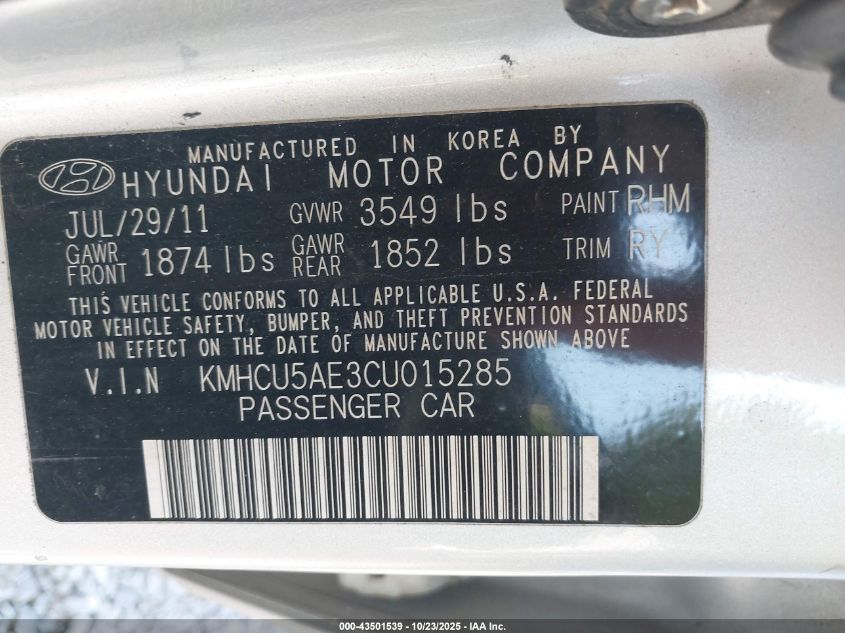 MANUFACTURED IN KOREA BY
HYUNDAI MOTOR COMPANY
JUL/29/11 GVWR 3549 lbs PAINT RHM
GAWR FRONT 1874 lbs GAWR REAR 1852 lbs TRIM RY
THIS VEHICLE CONFORMS TO ALL APPLICABLE U.S.A. FEDERAL
MOTOR VEHICLE SAFETY, BUMPER, AND THEFT PREVENTION STANDARDS
IN EFFECT ON THE DATE OF MANUFACTURE SHOWN ABOVE
V.I.N KMHCU5AE3CU015285
PASSENGER CAR
000-43501539 - 10/23/2025 - IAA Inc.